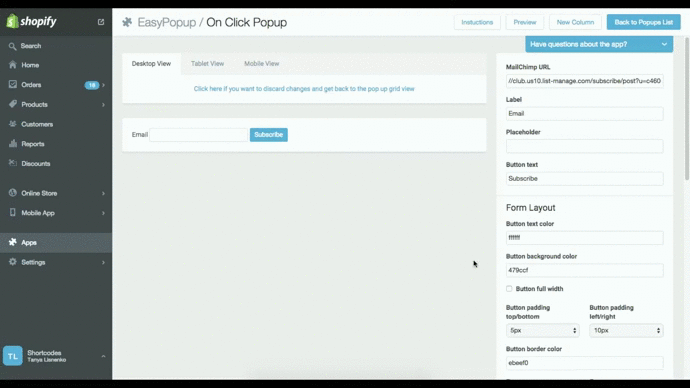 shopify
EasyPopup / On Click Popup
Instuctions
Preview
New Column
Back to Popups List
Search
Home
Orders
16
Products
Customers
Reports
Discounts
Online Store
Mobile App
Apps
Settings
TL
Shortcodes
Tanya Lienenko
Desktop View
Tablet View
Mobile View
Click here if you want to discard changes and get back to the pop up grid view
Email
Subscribe
Have questions about the app?
MailChimp URL
//club.us10.list-manage.com/subscribe/post?u=c460
Label
Email
Placeholder
Button text
Subscribe
Form Layout
Button text color
ffffff
Button background color
479ccf
Button full width
Button padding top/bottom
Button padding left/right
5px
10px
Button border color
ebeef0